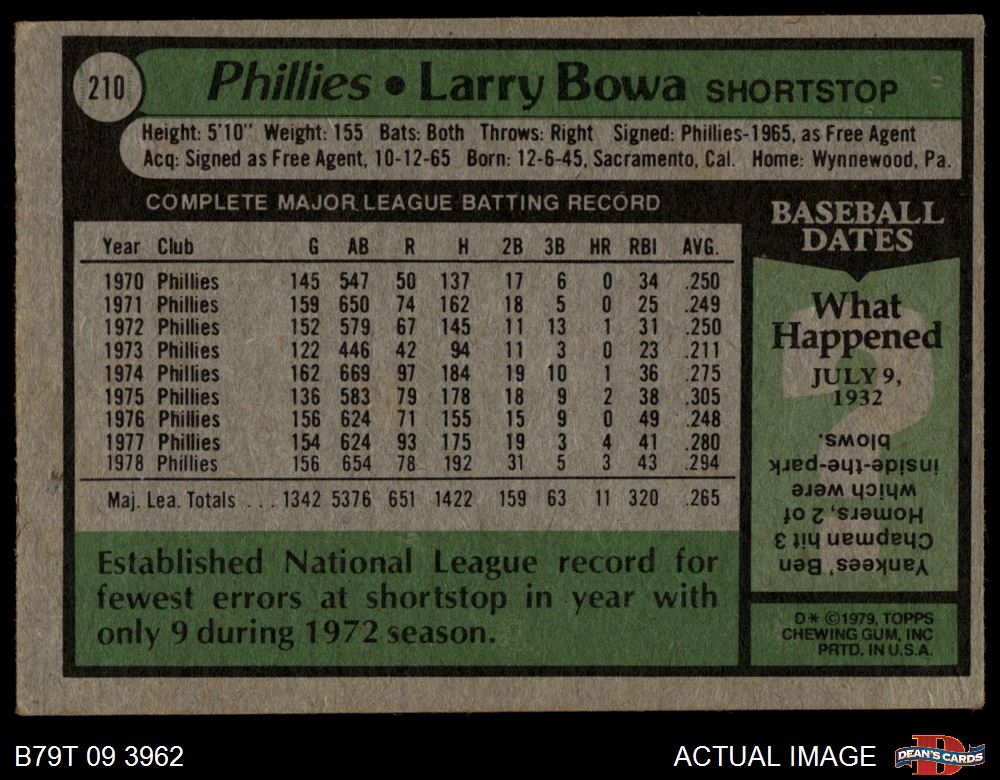 210
Phillies • Larry Bowa SHORTSTOP
Height: 5'10" Weight: 155 Bats: Both Throws: Right Signed: Phillies-1965, as Free Agent
Acq: Signed as Free Agent, 10-12-65 Born: 12-6-45, Sacramento, Cal. Home: Wynnewood, Pa.
COMPLETE MAJOR LEAGUE BATTING RECORD
Year Club G AB R H 2B 3B HR RBI AVG.
1970 Phillies 145 547 50 137 17 6 0 34 .250
1971 Phillies 159 650 74 162 18 5 0 25 .249
1972 Phillies 152 579 67 145 11 13 1 31 .250
1973 Phillies 122 446 42 94 11 3 0 23 .211
1974 Phillies 162 669 97 184 19 10 1 36 .275
1975 Phillies 136 583 79 178 18 9 2 38 .305
1976 Phillies 156 624 71 155 15 9 0 49 .248
1977 Phillies 154 624 93 175 19 3 4 41 .280
1978 Phillies 156 654 78 192 31 5 3 43 .294
Maj. Lea. Totals . . . 1342 5376 651 1422 159 63 11 320 .265
Established National League record for
fewest errors at shortstop in year with
only 9 during 1972 season.
BASEBALL
DATES
What
Happened
JULY 9,
1932
Yankees' Ben
Chapman hit 3
Homers, 2 of
which were
inside-the-park
blows.
D* ©1979, TOPPS
CHEWING GUM, INC
PRTD. IN U.S.A.
B79T 09 3962
ACTUAL IMAGE
DEAN'S CARDS